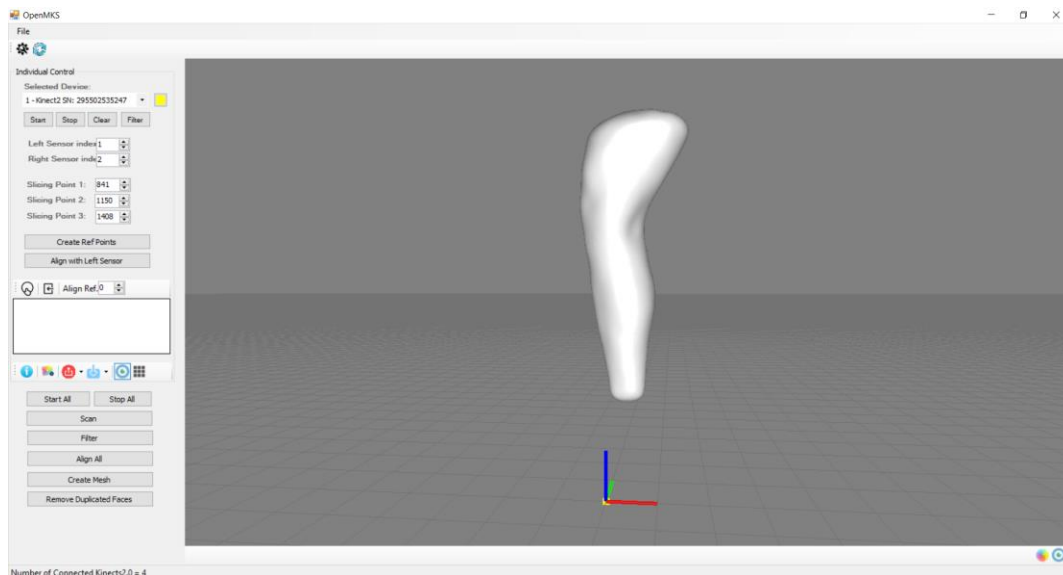 OpenMKS
File
Individual Control
Selected Device:
1 - Kinect2 SN: 295502535247
Start Stop Clear Filter
Left Sensor index 1
Right Sensor inde 2
Slicing Point 1: 841
Slicing Point 2: 1150
Slicing Point 3: 1408
Create Ref Points
Align with Left Sensor
Align Ref. 0
Start All Stop All
Scan
Filter
Align All
Create Mesh
Remove Duplicated Faces
Number of Connected Kinects2.0 = 4